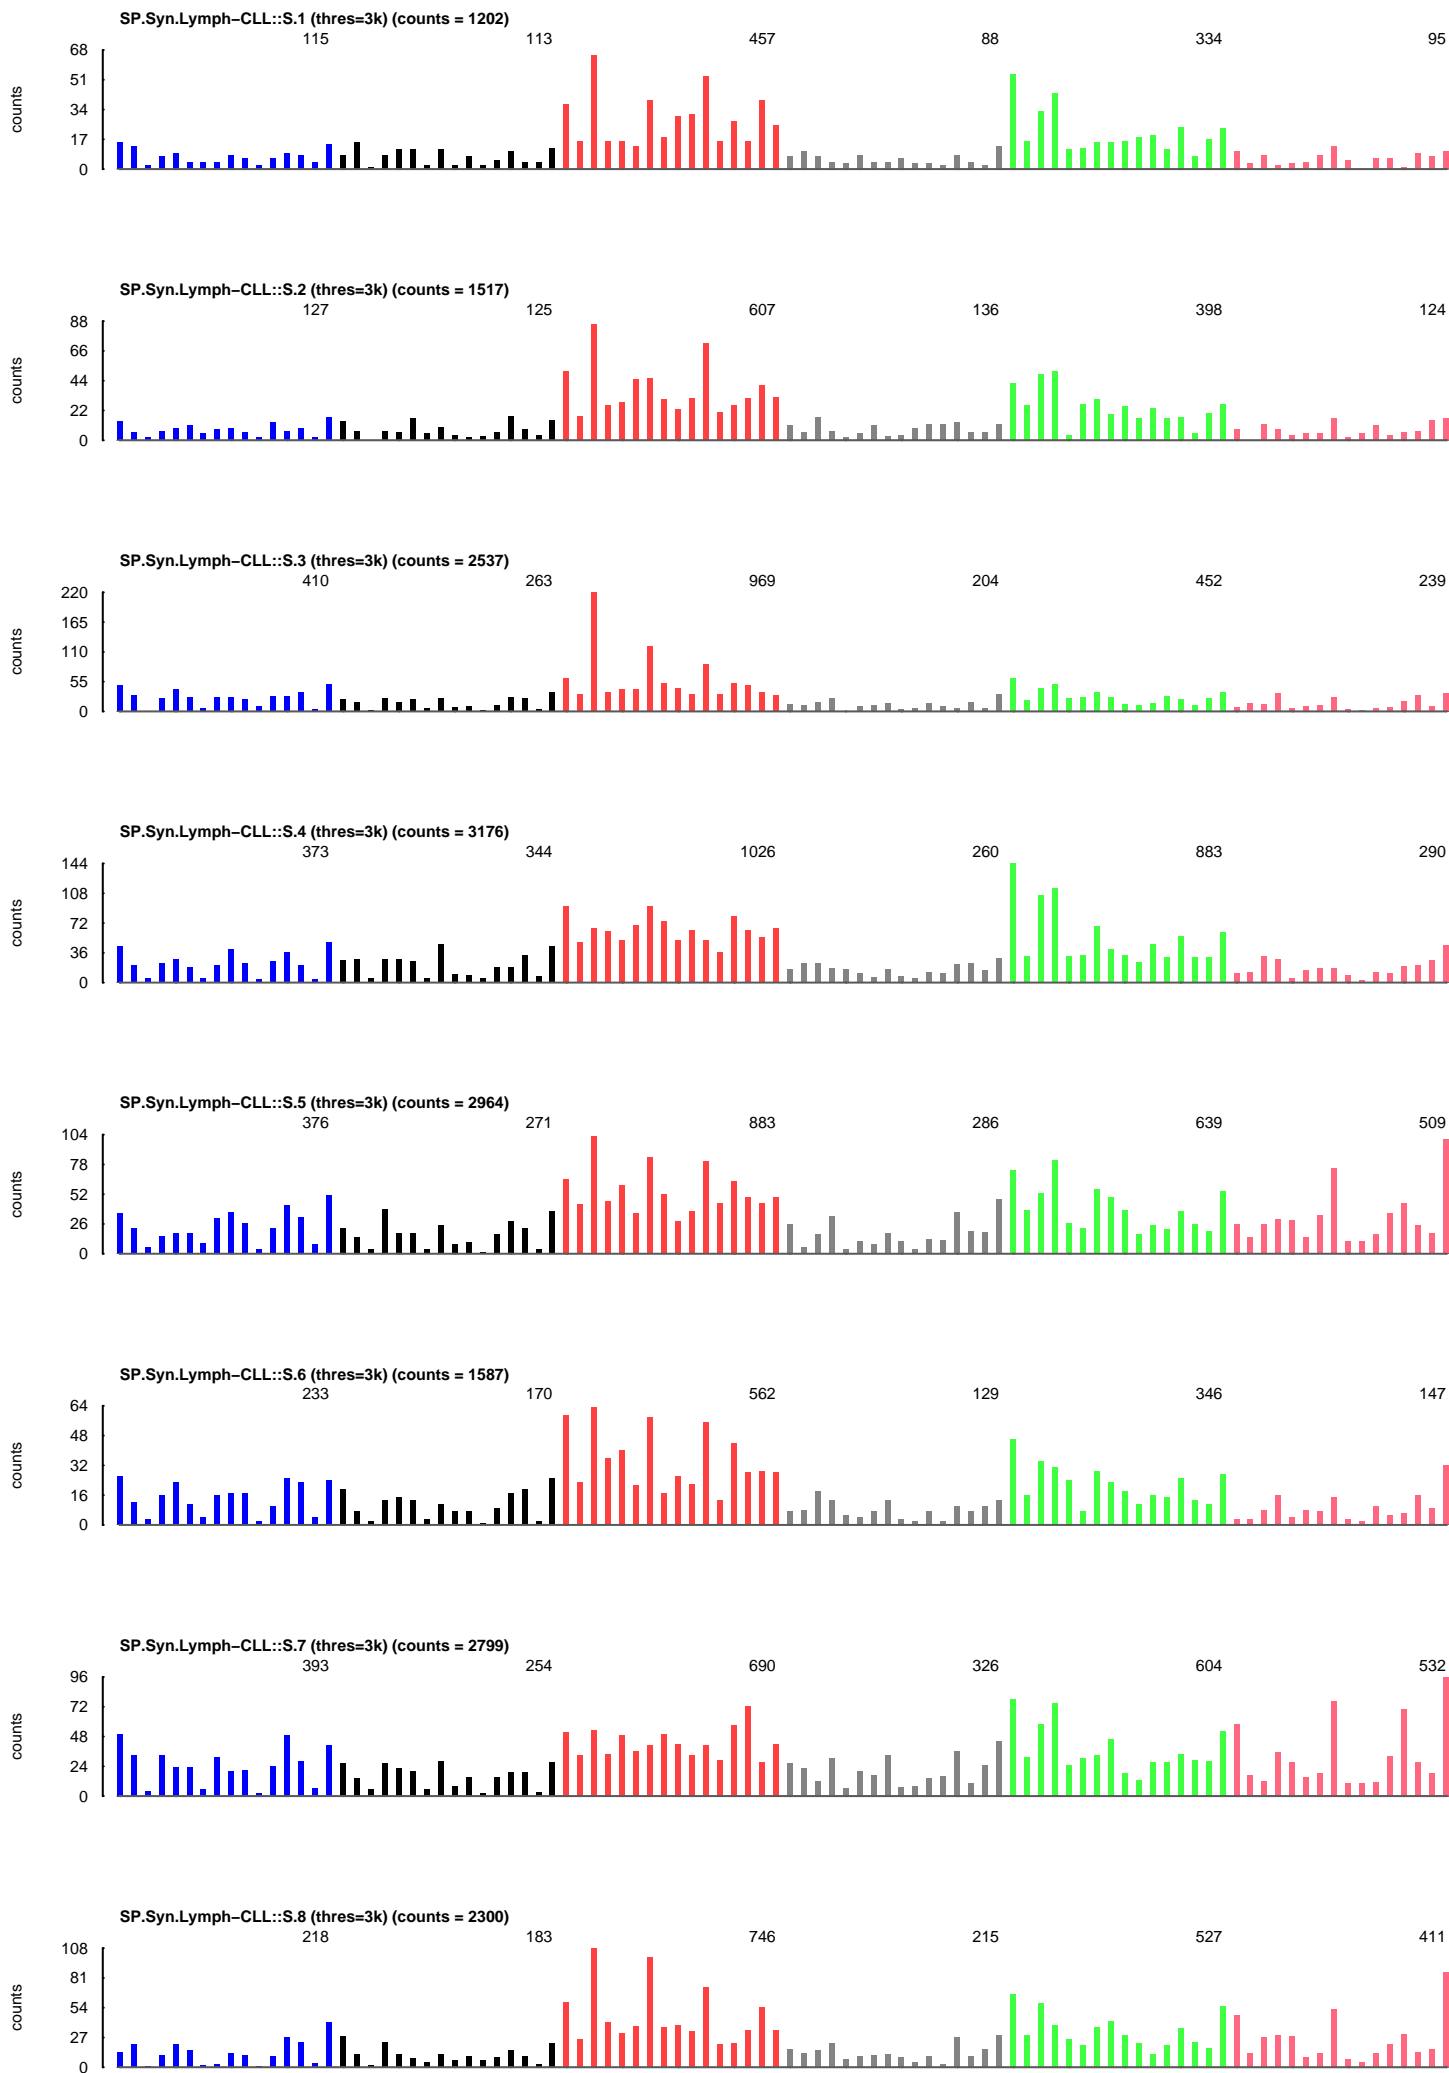 SP.Syn.Lymph−CLL::S.1 (thres=3k) (counts = 1202)
115 113 457 88 334 95
68
51
34
17
0
counts
SP.Syn.Lymph−CLL::S.2 (thres=3k) (counts = 1517)
127 125 607 136 398 124
88
66
44
22
0
counts
SP.Syn.Lymph−CLL::S.3 (thres=3k) (counts = 2537)
410 263 969 204 452 239
220
165
110
55
0
counts
SP.Syn.Lymph−CLL::S.4 (thres=3k) (counts = 3176)
373 344 1026 260 883 290
144
108
72
36
0
counts
SP.Syn.Lymph−CLL::S.5 (thres=3k) (counts = 2964)
376 271 883 286 639 509
104
78
52
26
0
counts
SP.Syn.Lymph−CLL::S.6 (thres=3k) (counts = 1587)
233 170 562 129 346 147
64
48
32
16
0
counts
SP.Syn.Lymph−CLL::S.7 (thres=3k) (counts = 2799)
393 254 690 326 604 532
96
72
48
24
0
counts
SP.Syn.Lymph−CLL::S.8 (thres=3k) (counts = 2300)
218 183 746 215 527 411
108
81
54
27
0
counts